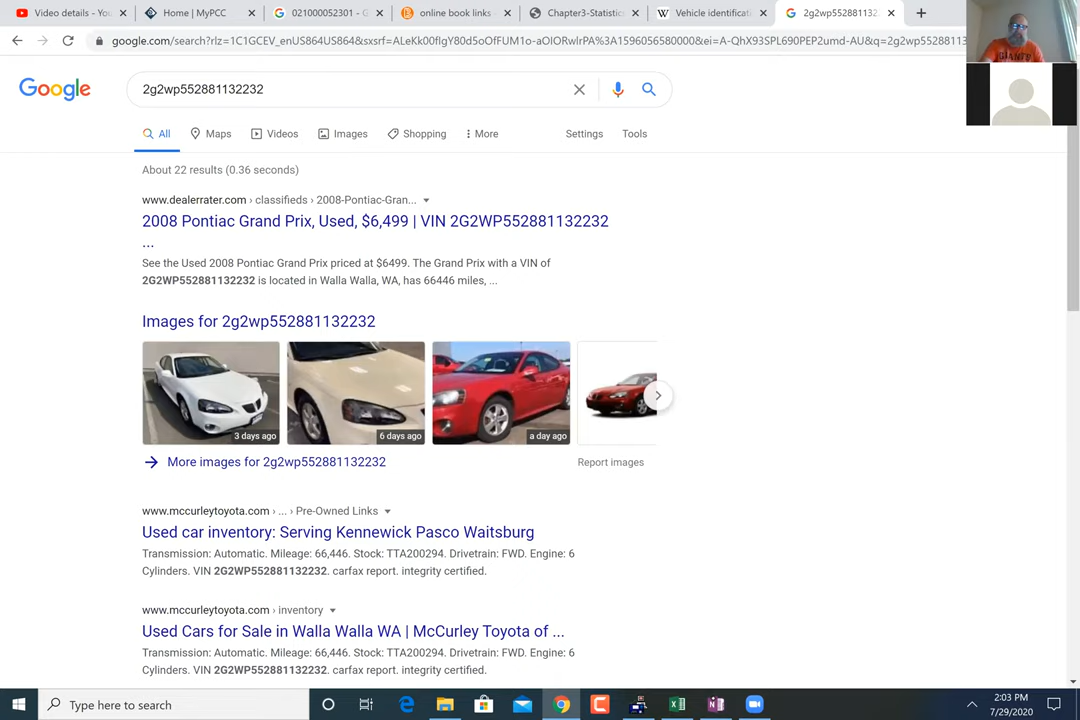 Video details - You
Home | MyPCC
021000052301 - G
online book links -
Chapter3-Statistic
Vehicle identificati
2g2wp552881132
google.com/search?rlz=1C1GCEV_enUS864US864&sxsrf=ALeKk00flgY80d5oOfFUM1o-aOIORwlrPA%3A1596056580000&ei=A-QhX93SPL690PEP2umd-AU&q=2g2wp5528811
Google
2g2wp552881132232
All
Maps
Videos
Images
Shopping
More
Settings
Tools
About 22 results (0.36 seconds)
www.dealerrater.com › classifieds › 2008-Pontiac-Gran...
2008 Pontiac Grand Prix, Used, $6,499 | VIN 2G2WP552881132232
...
See the Used 2008 Pontiac Grand Prix priced at $6499. The Grand Prix with a VIN of
2G2WP552881132232 is located in Walla Walla, WA, has 66446 miles, ...
Images for 2g2wp552881132232
3 days ago
6 days ago
a day ago
More images for 2g2wp552881132232
Report images
www.mccurleytoyota.com › ... › Pre-Owned Links
Used car inventory: Serving Kennewick Pasco Waitsburg
Transmission: Automatic. Mileage: 66,446. Stock: TTA200294. Drivetrain: FWD. Engine: 6
Cylinders. VIN 2G2WP552881132232. carfax report. integrity certified.
www.mccurleytoyota.com › inventory
Used Cars for Sale in Walla Walla WA | McCurley Toyota of ...
Transmission: Automatic. Mileage: 66,446. Stock: TTA200294. Drivetrain: FWD. Engine: 6
Cylinders. VIN 2G2WP552881132232. carfax report. integrity certified.
Type here to search
2:03 PM
7/29/2020